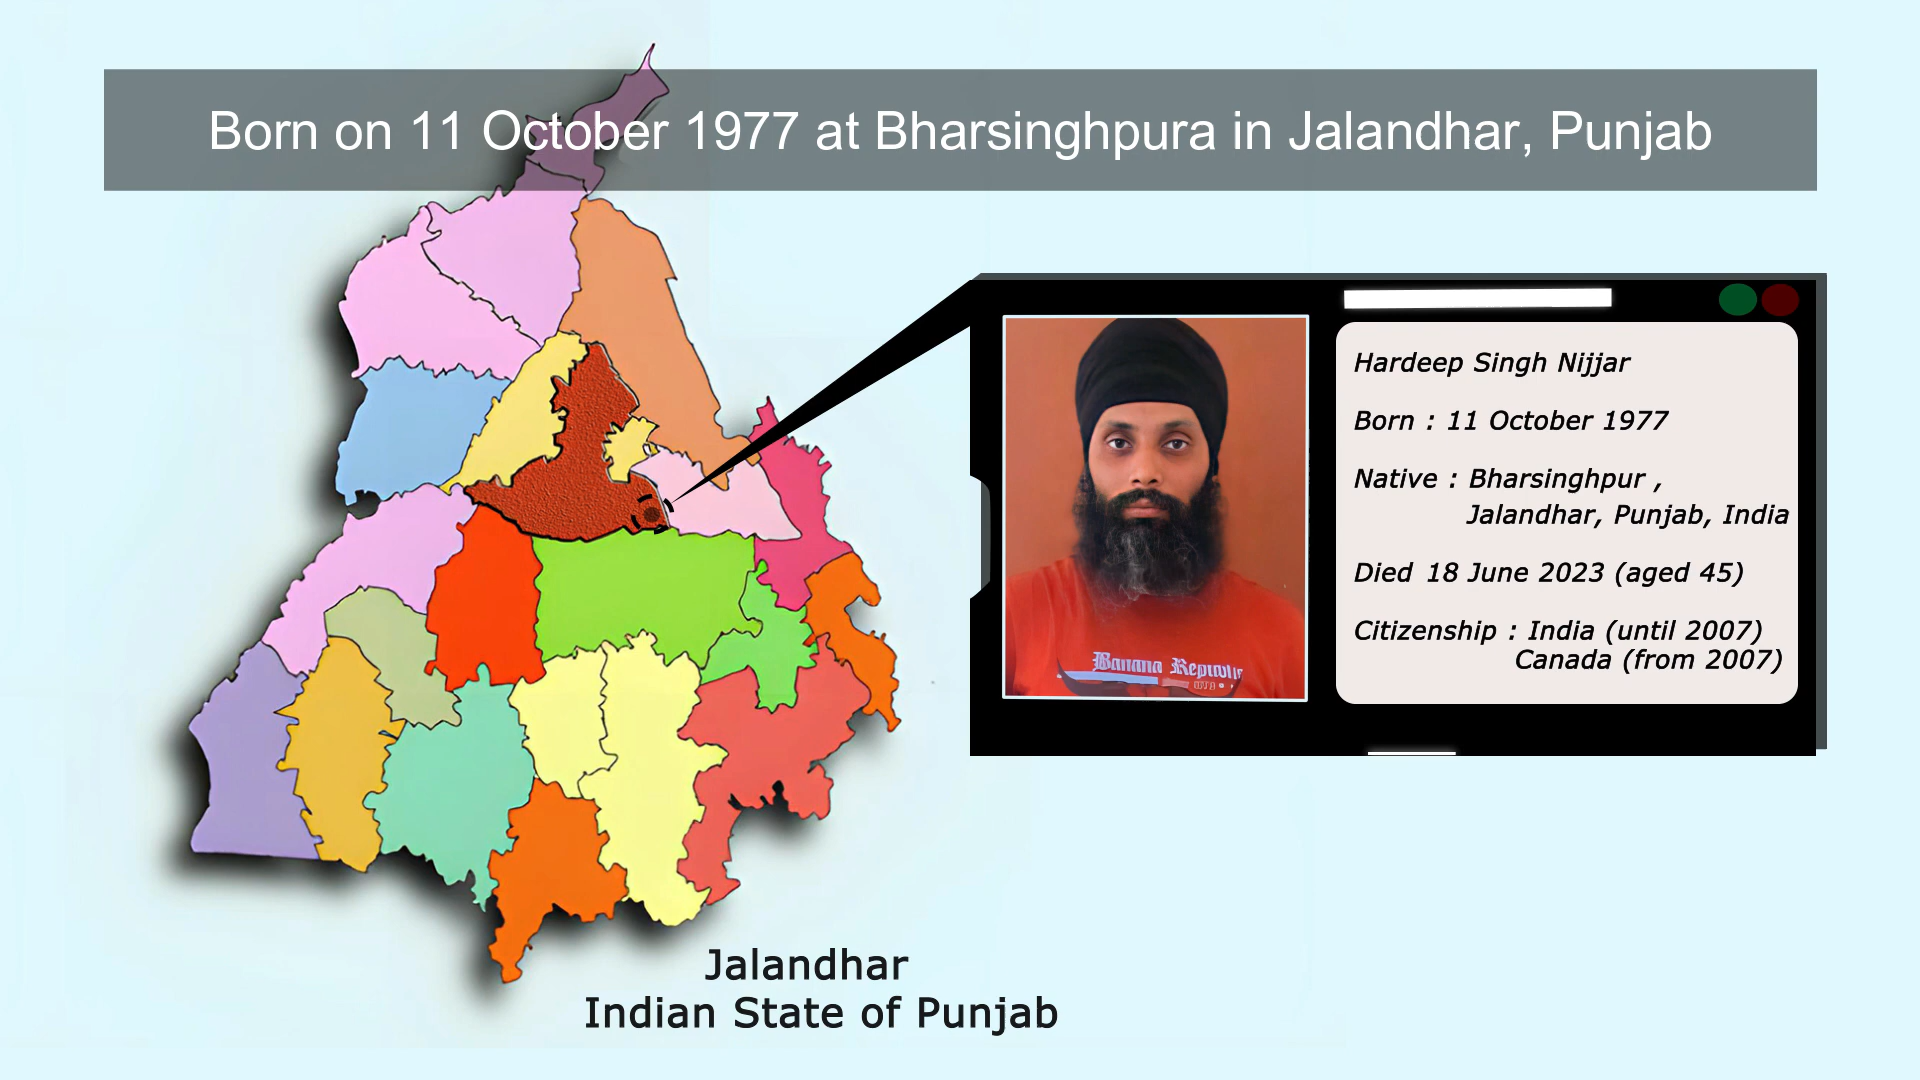 Born on 11 October 1977 at Bharsinghpura in Jalandhar, Punjab
Hardeep Singh Nijjar
Born : 11 October 1977
Native : Bharsinghpur ,
Jalandhar, Punjab, India
Died 18 June 2023 (aged 45)
Citizenship : India (until 2007)
Canada (from 2007)
Banana Republic
Jalandhar
Indian State of Punjab